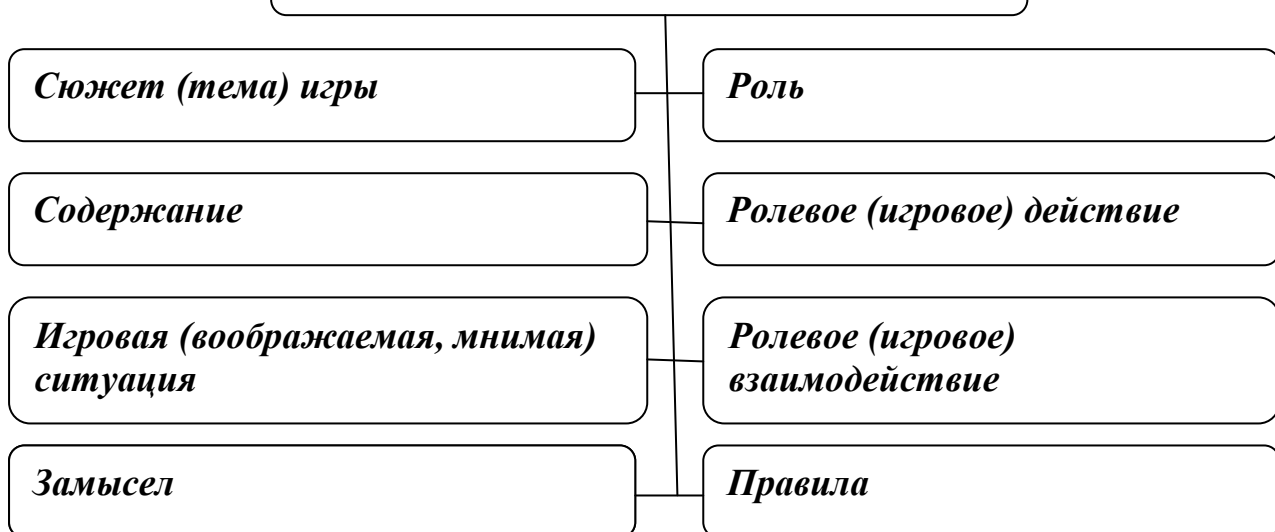 Сюжет (тема) игры
Роль
Содержание
Ролевое (игровое) действие
Игровая (воображаемая, мнимая)
ситуация
Ролевое (игровое)
взаимодействие
Замысел
Правила